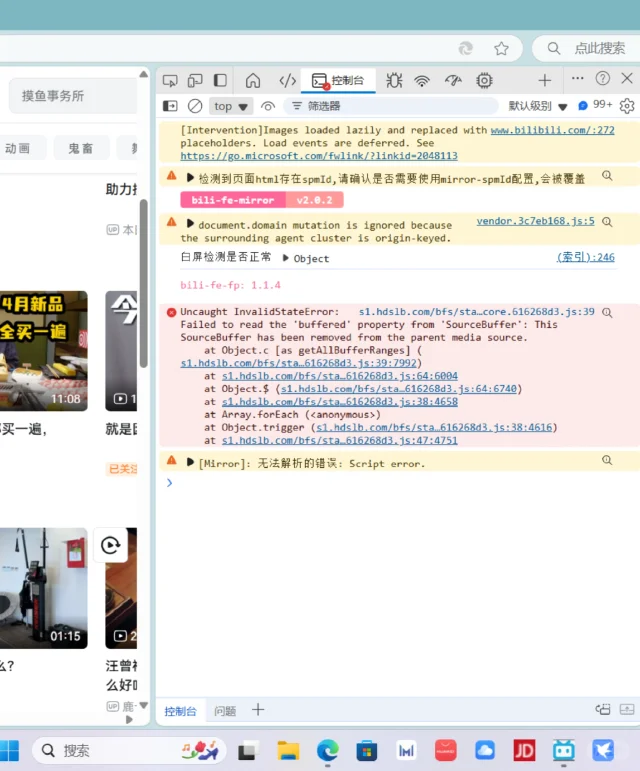 点此搜索
摸鱼事务所
动画
鬼畜
助力
4月新品
全买一遍
11:08
买一遍，
就是
已关注
01:15
么?
汪曾
么好
控制台
top
筛选器
默认级别
99+
[Intervention]Images loaded lazily and replaced with www.bilibili.com/:272
placeholders. Load events are deferred. See
https://go.microsoft.com/fwlink/?linkid=2048113
检测到页面html存在spmId,请确认是否需要使用mirror-spmId配置,会被覆盖
bili-fe-mirror v2.0.2
document.domain mutation is ignored because vendor.3c7eb168.js:5
the surrounding agent cluster is origin-keyed.
白屏检测是否正常 Object (索引):246
bili-fe-fp: 1.1.4
Uncaught InvalidStateError: s1.hdslb.com/bfs/sta…core.616268d3.js:39
Failed to read the 'buffered' property from 'SourceBuffer': This
SourceBuffer has been removed from the parent media source.
at Object.c [as getAllBufferRanges] (
s1.hdslb.com/bfs/sta…616268d3.js:39:7992)
at s1.hdslb.com/bfs/sta…616268d3.js:64:6004
at Object.$ (s1.hdslb.com/bfs/sta…616268d3.js:64:6740)
at s1.hdslb.com/bfs/sta…616268d3.js:38:4658
at Array.forEach (<anonymous>)
at Object.trigger (s1.hdslb.com/bfs/sta…616268d3.js:38:4616)
at s1.hdslb.com/bfs/sta…616268d3.js:47:4751
[Mirror]: 无法解析的错误: Script error.
控制台
问题
搜索
JD